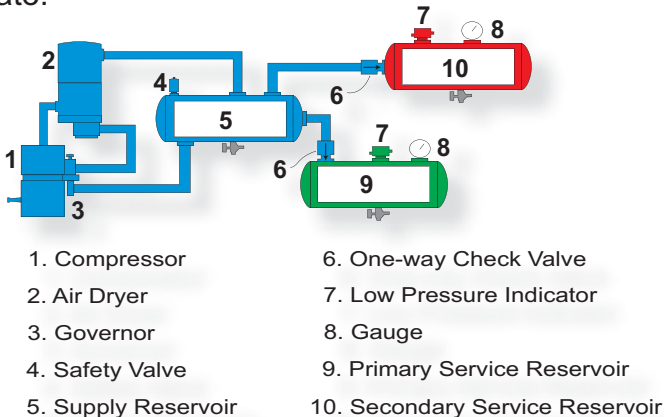 7
8
2
10
4
6
5
7
8
1
6
9
3
1. Compressor
2. Air Dryer
3. Governor
4. Safety Valve
5. Supply Reservoir
6. One-way Check Valve
7. Low Pressure Indicator
8. Gauge
9. Primary Service Reservoir
10. Secondary Service Reservoir